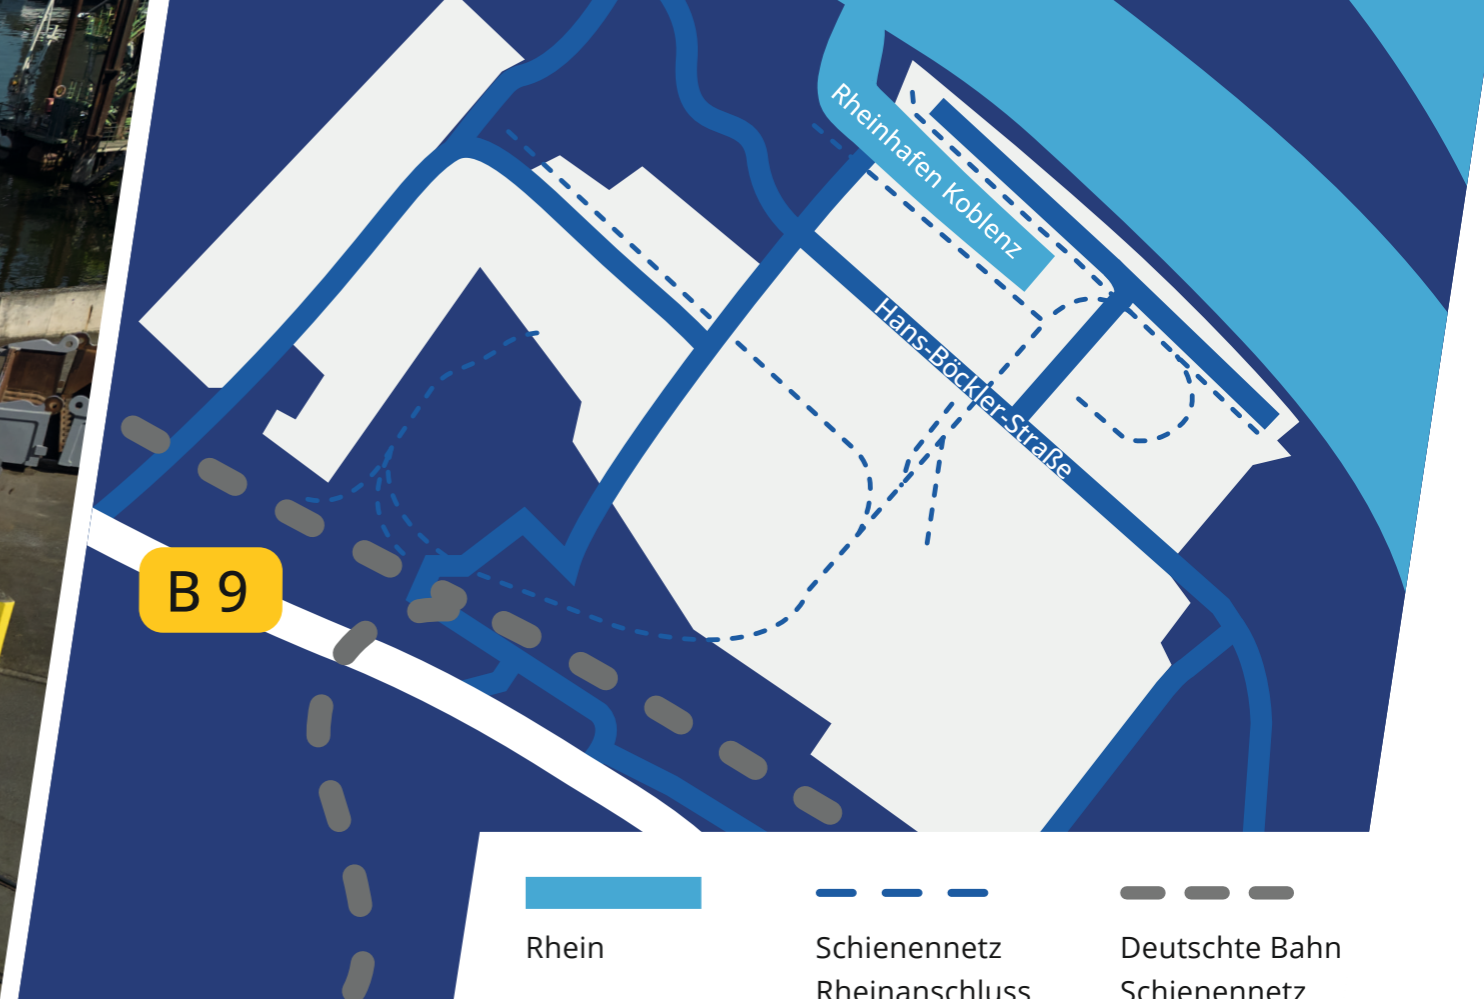 Rheinhafen Koblenz
Hans-Böckler-Straße
B 9
Rhein
Schienennetz
Rheinanschluss
Deutschte Bahn
Schienennetz